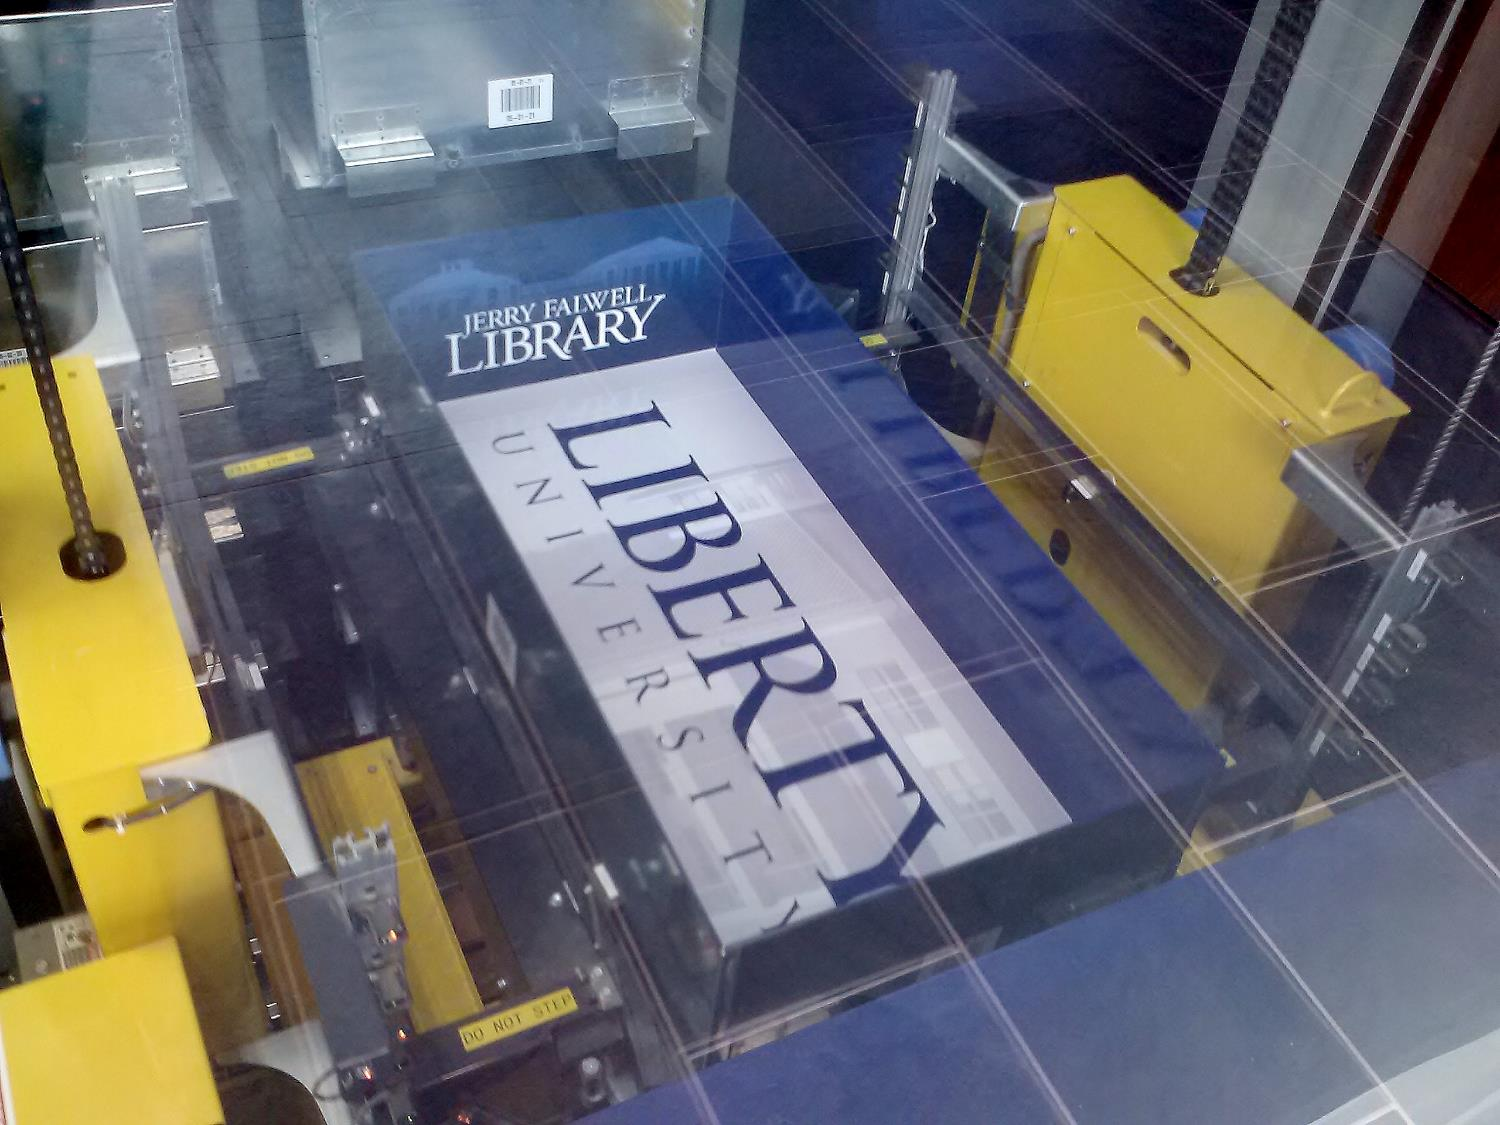 JERRY FALWELL
LIBRARY
LIBERTY
UNIVERSITY
DO NOT STEP